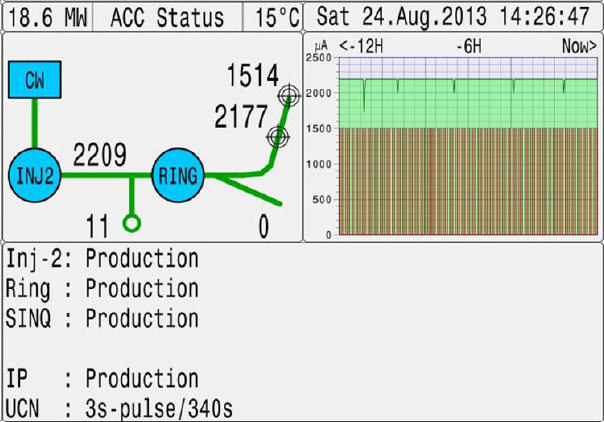 18.6 MW ACC Status 15°C Sat 24.Aug.2013 14:26:47
µA <-12H -6H Now>
2500
2000
1500
1000
500
0
CW
1514
2177
2209
INJ2
RING
11
0
Inj-2: Production
Ring : Production
SINQ : Production
IP : Production
UCN : 3s-pulse/340s